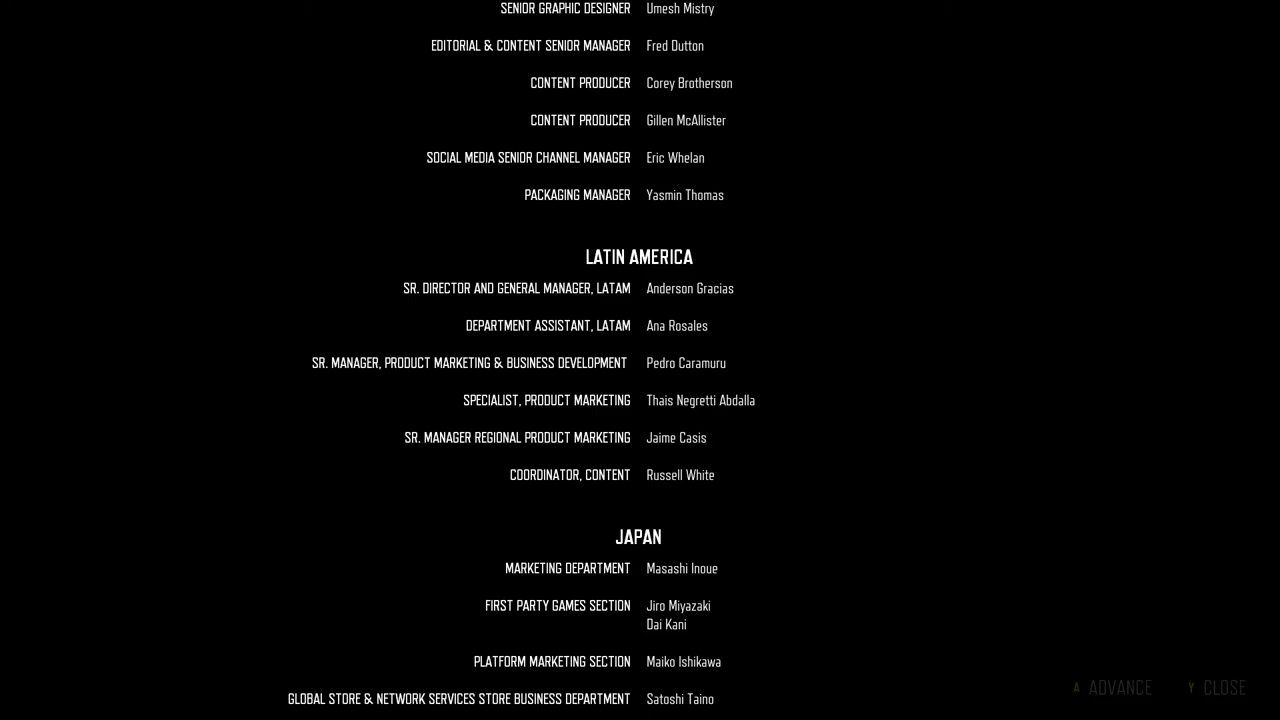 SENIOR GRAPHIC DESIGNER Umesh Mistry
EDITORIAL & CONTENT SENIOR MANAGER Fred Dutton
CONTENT PRODUCER Corey Brotherson
CONTENT PRODUCER Gillen McAllister
SOCIAL MEDIA SENIOR CHANNEL MANAGER Eric Whelan
PACKAGING MANAGER Yasmin Thomas
LATIN AMERICA
SR. DIRECTOR AND GENERAL MANAGER, LATAM Anderson Gracias
DEPARTMENT ASSISTANT, LATAM Ana Rosales
SR. MANAGER, PRODUCT MARKETING & BUSINESS DEVELOPMENT Pedro Caramuru
SPECIALIST, PRODUCT MARKETING Thais Negretti Abdalla
SR. MANAGER REGIONAL PRODUCT MARKETING Jaime Casis
COORDINATOR, CONTENT Russell White
JAPAN
MARKETING DEPARTMENT Masashi Inoue
FIRST PARTY GAMES SECTION Jiro Miyazaki
Dai Kani
PLATFORM MARKETING SECTION Maiko Ishikawa
GLOBAL STORE & NETWORK SERVICES STORE BUSINESS DEPARTMENT Satoshi Taino
A ADVANCE Y CLOSE